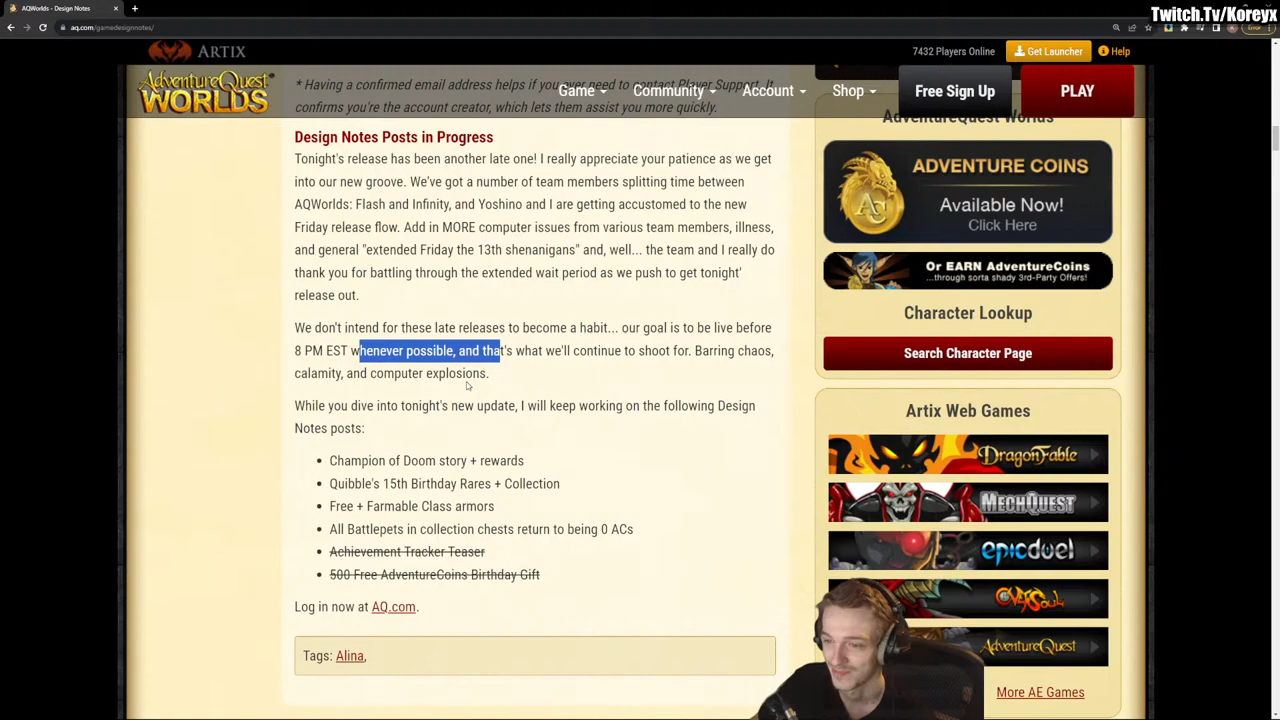 AQWorlds - Design Notes
Twitch.Tv/Koreyx
aq.com/gamedesignnotes/
ARTIX
7432 Players Online
Get Launcher
Help
AdventureQuest
WORLDS
Game
Community
Account
Shop
Free Sign Up
PLAY
* Having a confirmed email address helps if you ever need to contact Player Support. It
confirms you're the account creator, which lets them assist you more quickly.
Design Notes Posts in Progress
Tonight's release has been another late one! I really appreciate your patience as we get
into our new groove. We've got a number of team members splitting time between
AQWorlds: Flash and Infinity, and Yoshino and I are getting accustomed to the new
Friday release flow. Add in MORE computer issues from various team members, illness,
and general "extended Friday the 13th shenanigans" and, well... the team and I really do
thank you for battling through the extended wait period as we push to get tonight'
release out.
We don't intend for these late releases to become a habit... our goal is to be live before
8 PM EST whenever possible, and that's what we'll continue to shoot for. Barring chaos,
calamity, and computer explosions.
While you dive into tonight's new update, I will keep working on the following Design
Notes posts:
• Champion of Doom story + rewards
• Quibble's 15th Birthday Rares + Collection
• Free + Farmable Class armors
• All Battlepets in collection chests return to being 0 ACs
• Achievement Tracker Teaser
• 500 Free AdventureCoins Birthday Gift
Log in now at AQ.com.
Tags: Alina,
AdventureQuest Worlds
ADVENTURE COINS
Available Now!
Click Here
Or EARN AdventureCoins
...through sorta shady 3rd-Party Offers!
Character Lookup
Search Character Page
Artix Web Games
DragonFable
MECHQUEST
epicduel
OverSoul
AdventureQuest
More AE Games